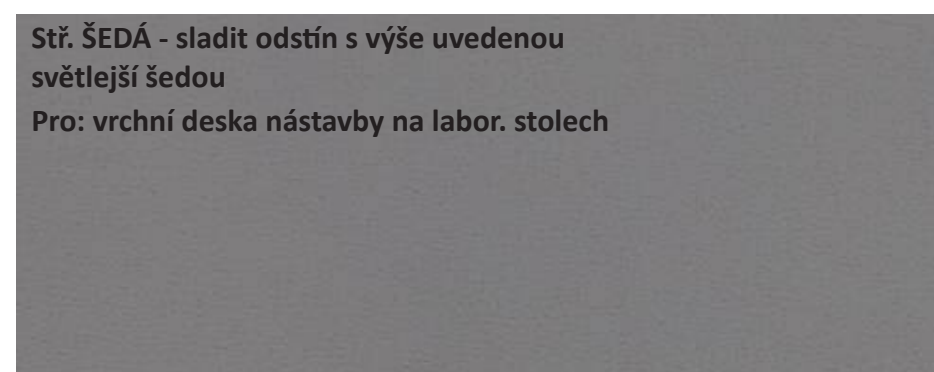 Stř. ŠEDÁ - sladit odstín s výše uvedenou
světlejší šedou
Pro: vrchní deska nástavby na labor. stolech